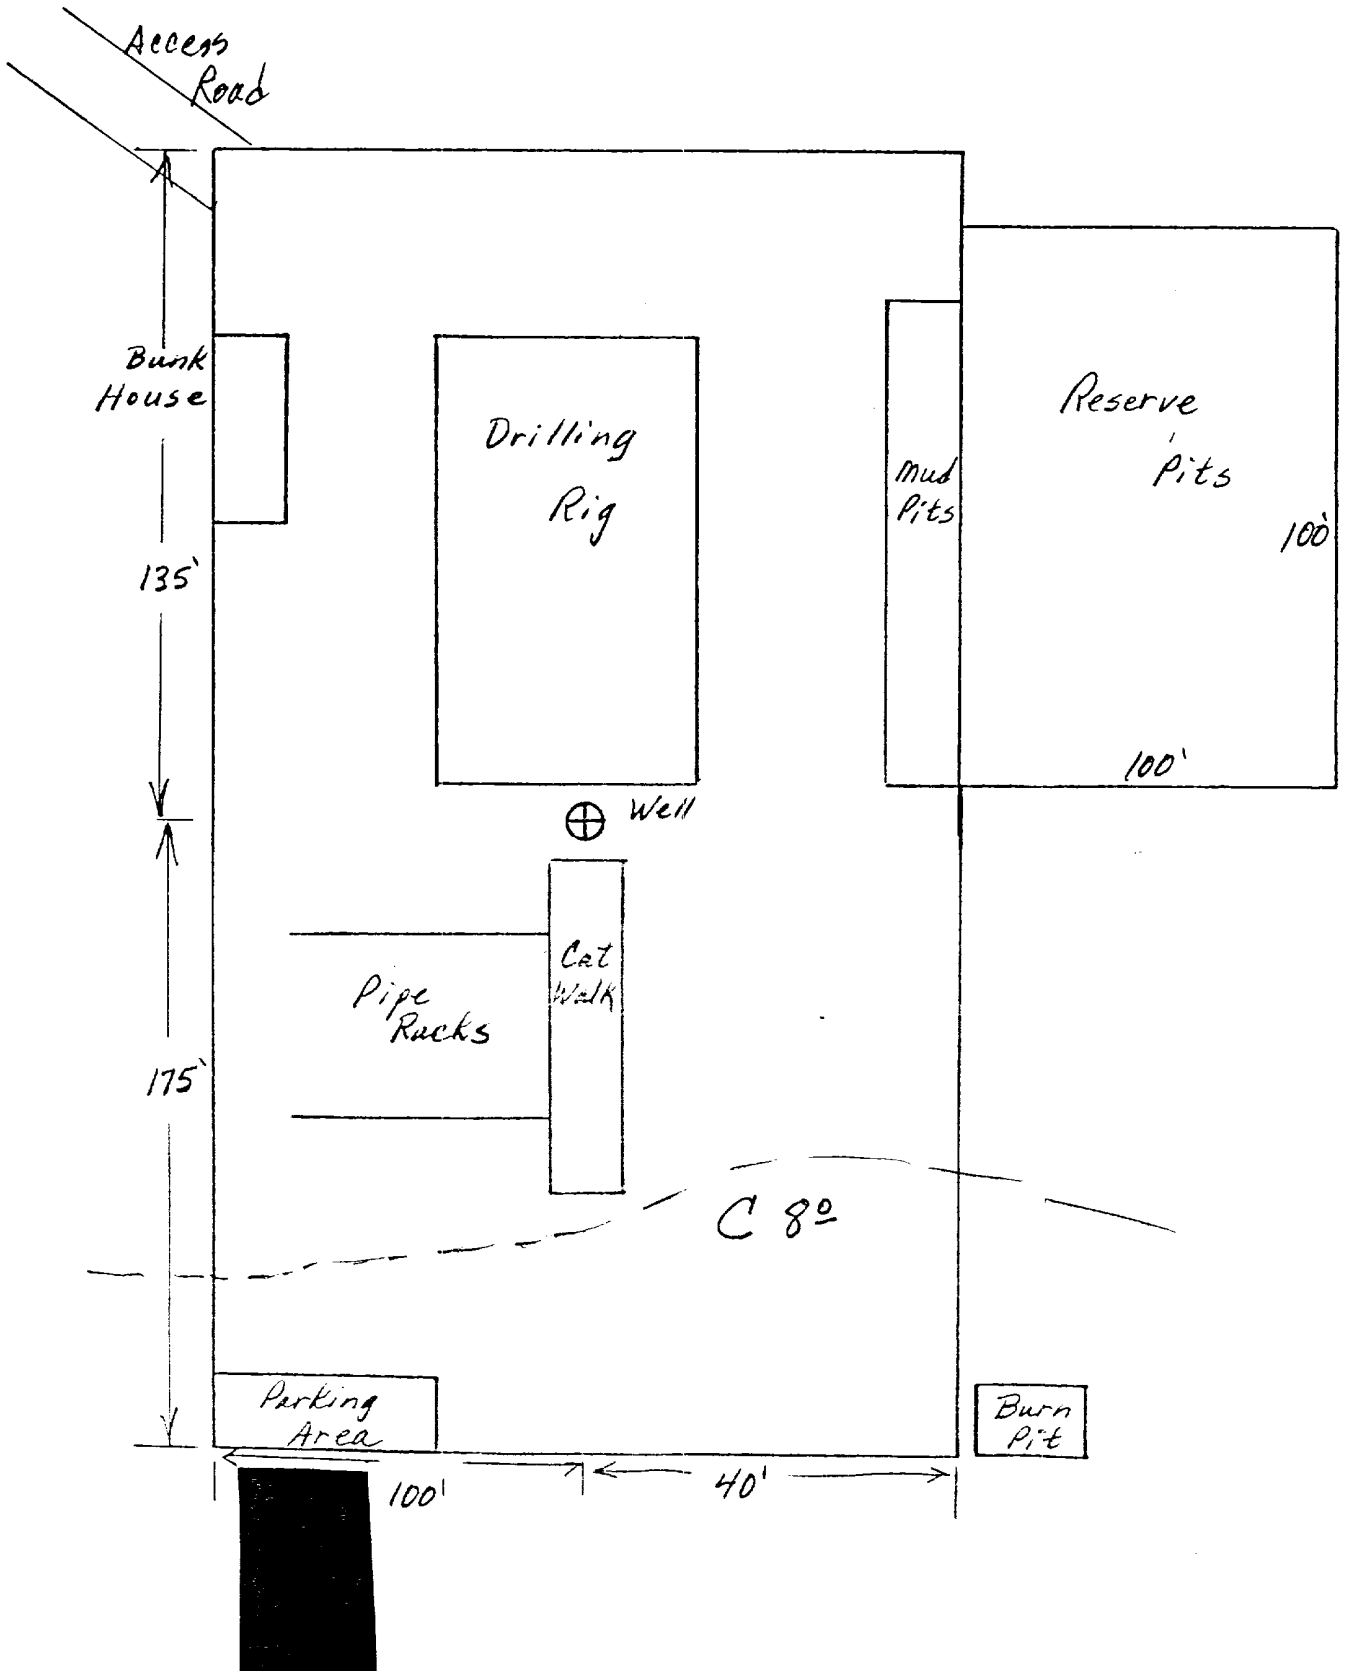 Access
Road
Bunk
House
Drilling
Rig
Mud
Pits
Reserve
Pits
100'
135'
100'
Well
Cat
Walk
Pipe
Racks
175'
C 8º
Parking
Area
Burn
Pit
100'
40'